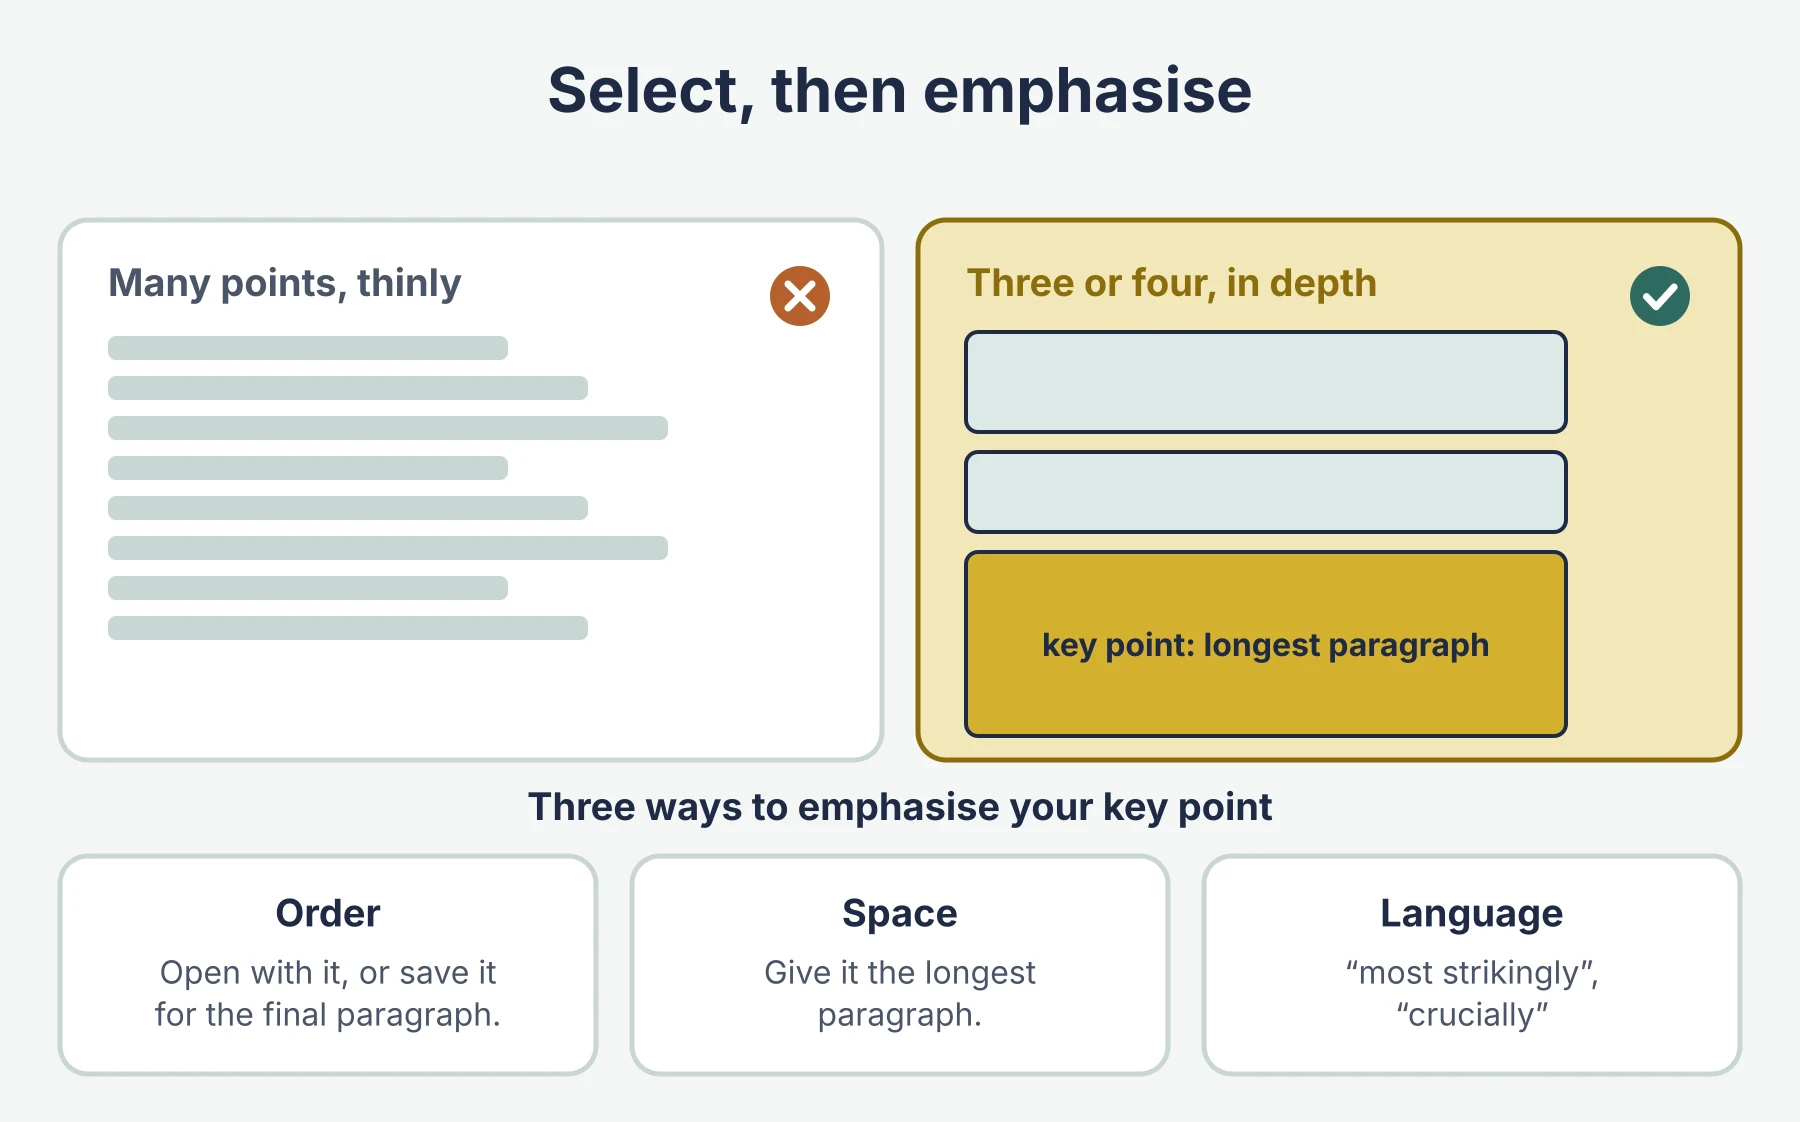 Select, then emphasise
Many points, thinly
Three or four, in depth
key point: longest paragraph
Three ways to emphasise your key point
Order
Open with it, or save it
for the final paragraph.
Space
Give it the longest
paragraph.
Language
“most strikingly”,
“crucially”